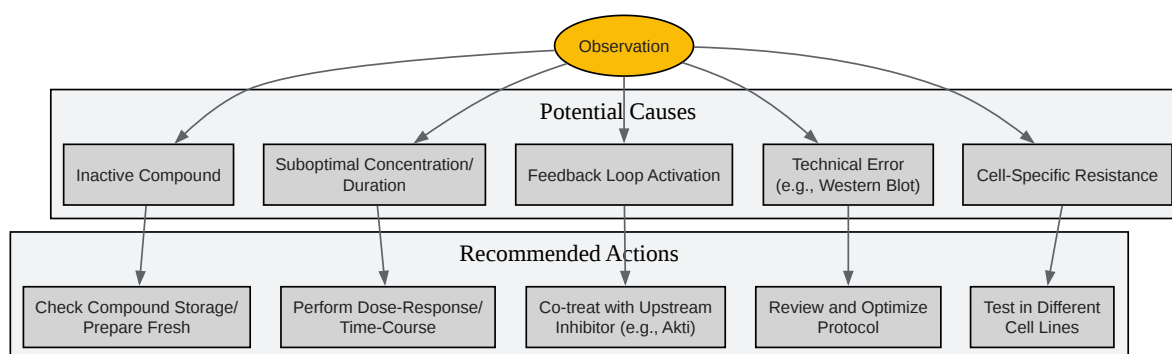 Observation
Potential Causes
Inactive Compound
Suboptimal Concentration/
Duration
Feedback Loop Activation
Technical Error
(e.g., Western Blot)
Cell-Specific Resistance
Recommended Actions
Check Compound Storage/
Prepare Fresh
Perform Dose-Response/
Time-Course
Co-treat with Upstream
Inhibitor (e.g., Akti)
Review and Optimize
Protocol
Test in Different
Cell Lines